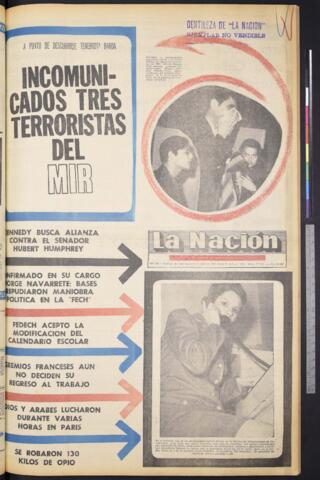 GENTILEZA DE "LA NACION"
EJEMPLAR NO VENDIBLE
A PUNTO DE DESCUBRIRSE TENEBROSA BANDA
INCOMUNI-
CADOS TRES
TERRORISTAS
DEL
MIR
KENNEDY BUSCA ALIANZA
CONTRA EL SENADOR
HUBERT HUMPHREY
La Nación
ONFIRMADO EN SU CARGO
JORGE NAVARRETE: BASES
REPUDIARON MANIOBRA
POLITICA EN LA "FECH"
FEDECH ACEPTO LA
MODIFICACION DEL
CALENDARIO ESCOLAR
GREMIOS FRANCESES AUN
NO DECIDEN SU
REGRESO AL TRABAJO
DIOS Y ARABES LUCHARON
DURANTE VARIAS
HORAS EN PARIS
SE ROBARON 130
KILOS DE OPIO